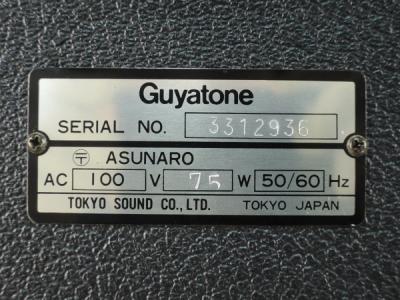 Guyatone
SERIAL NO. 3312936
〒 ASUNARO
AC 100 V 75 W 50/60 Hz
TOKYO SOUND CO., LTD. TOKYO JAPAN